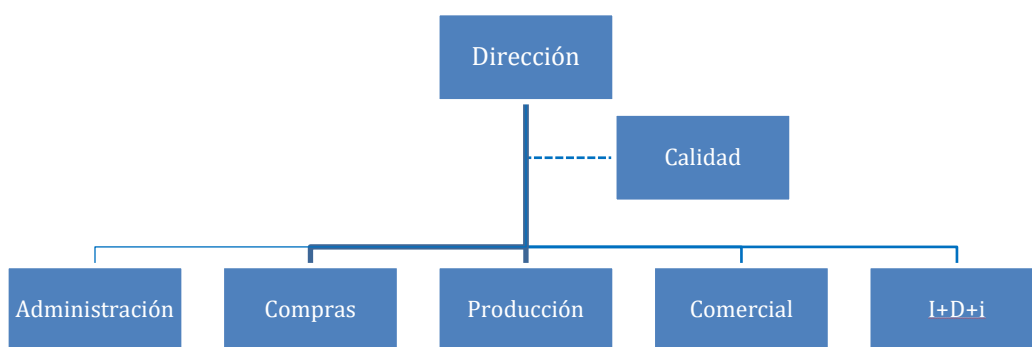 Dirección
Calidad
Administración
Compras
Producción
Comercial
I+D+i